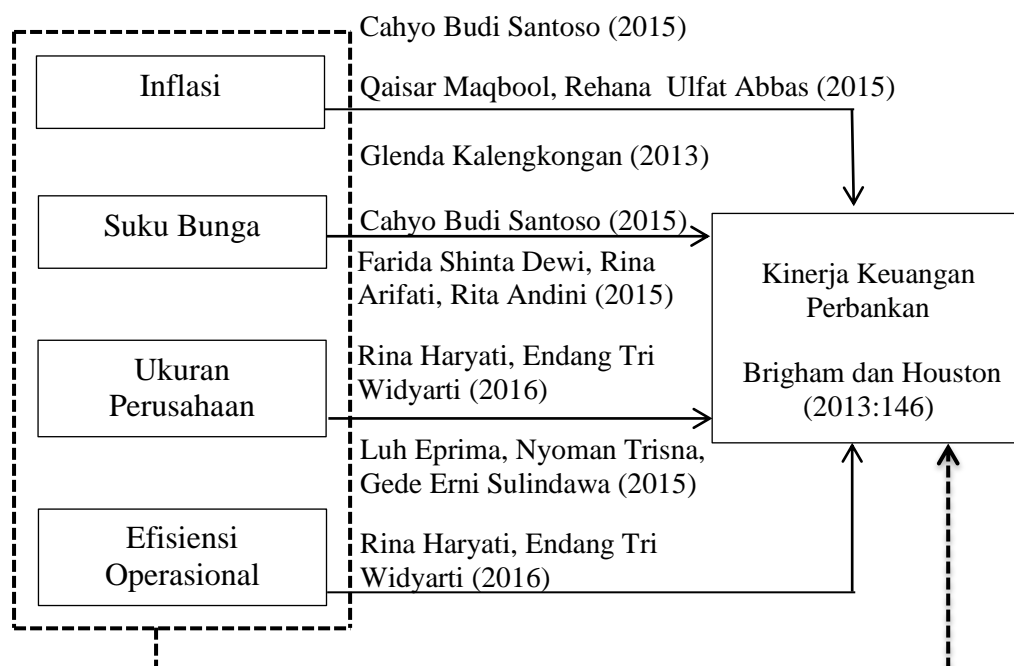 Cahyo Budi Santoso (2015)
Inflasi
Qaisar Maqbool, Rehana Ulfat Abbas (2015)
Glenda Kalengkongan (2013)
Suku Bunga
Cahyo Budi Santoso (2015)
Farida Shinta Dewi, Rina
Arifati, Rita Andini (2015)
Kinerja Keuangan
Perbankan
Brigham dan Houston
(2013:146)
Ukuran
Perusahaan
Rina Haryati, Endang Tri
Widyarti (2016)
Luh Eprima, Nyoman Trisna,
Gede Erni Sulindawa (2015)
Efisiensi
Operasional
Rina Haryati, Endang Tri
Widyarti (2016)